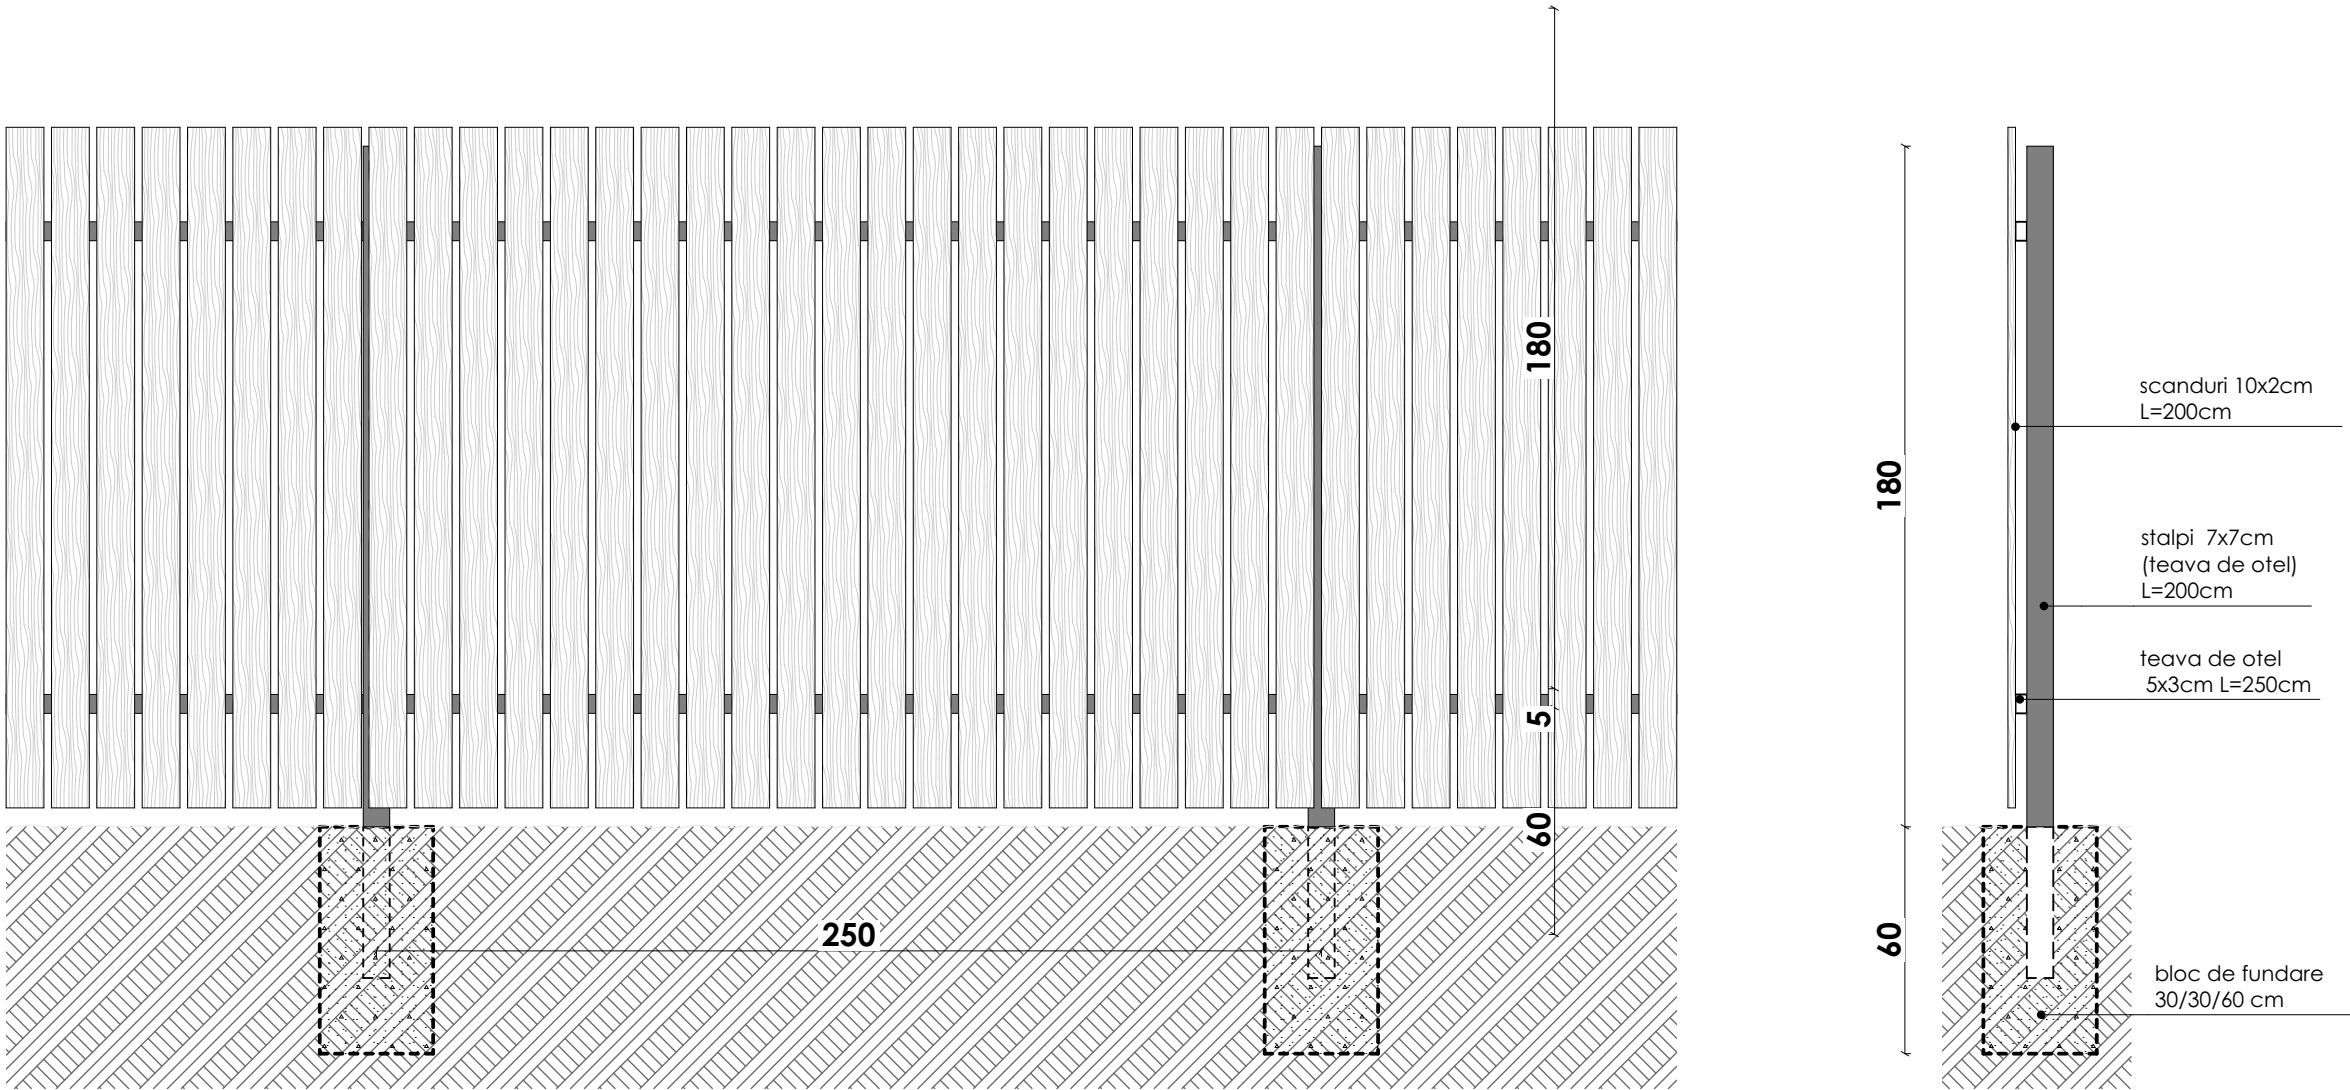 180
5
60
250
180
60
scanduri 10x2cm
L=200cm
stalpi 7x7cm
(teava de otel)
L=200cm
teava de otel
5x3cm L=250cm
bloc de fundare
30/30/60 cm